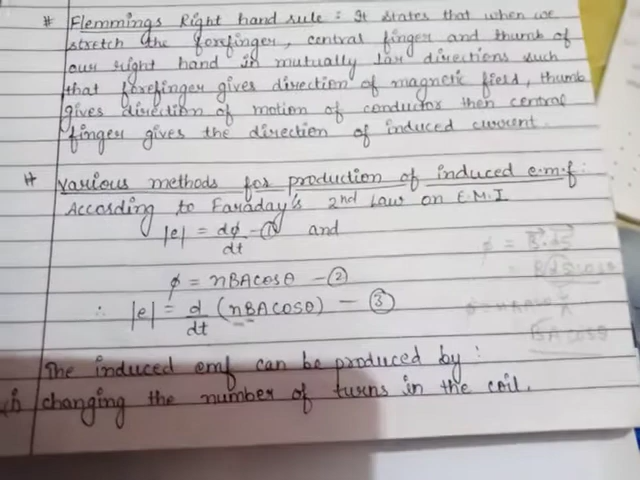 # Flemmings Right hand rule : It states that when we
stretch the forefinger, central finger and thumb of
our right hand in mutually lar directions such
that forefinger gives direction of magnetic field, thumb
gives direction of motion of conductor then central
finger gives the direction of induced current.
# Various methods for production of induced e.m.f :
According to Faraday's 2nd Law on E.M.I
|e| = dφ/dt - ① and
φ = nBAcosθ - ②
∴ |e| = d/dt (nBAcosθ) - ③
The induced emf can be produced by :
changing the number of turns in the coil.
φ = B.ds
BA cosθ